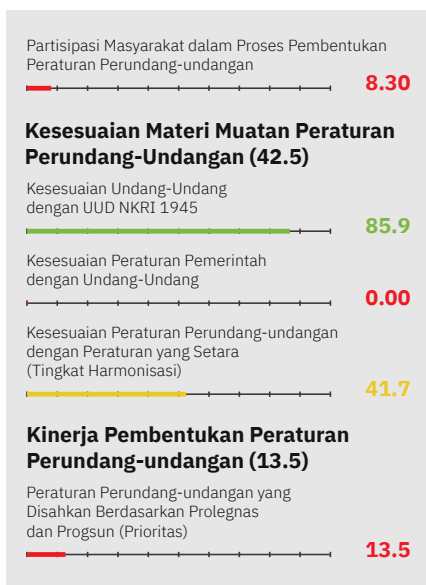 Partisipasi Masyarakat dalam Proses Pembentukan
Peraturan Perundang-undangan
8.30
Kesesuaian Materi Muatan Peraturan
Perundang-Undangan (42.5)
Kesesuaian Undang-Undang
dengan UUD NKRI 1945
85.9
Kesesuaian Peraturan Pemerintah
dengan Undang-Undang
0.00
Kesesuaian Peraturan Perundang-undangan
dengan Peraturan yang Setara
(Tingkat Harmonisasi)
41.7
Kinerja Pembentukan Peraturan
Perundang-undangan (13.5)
Peraturan Perundang-undangan yang
Disahkan Berdasarkan Prolegnas
dan Progsun (Prioritas)
13.5